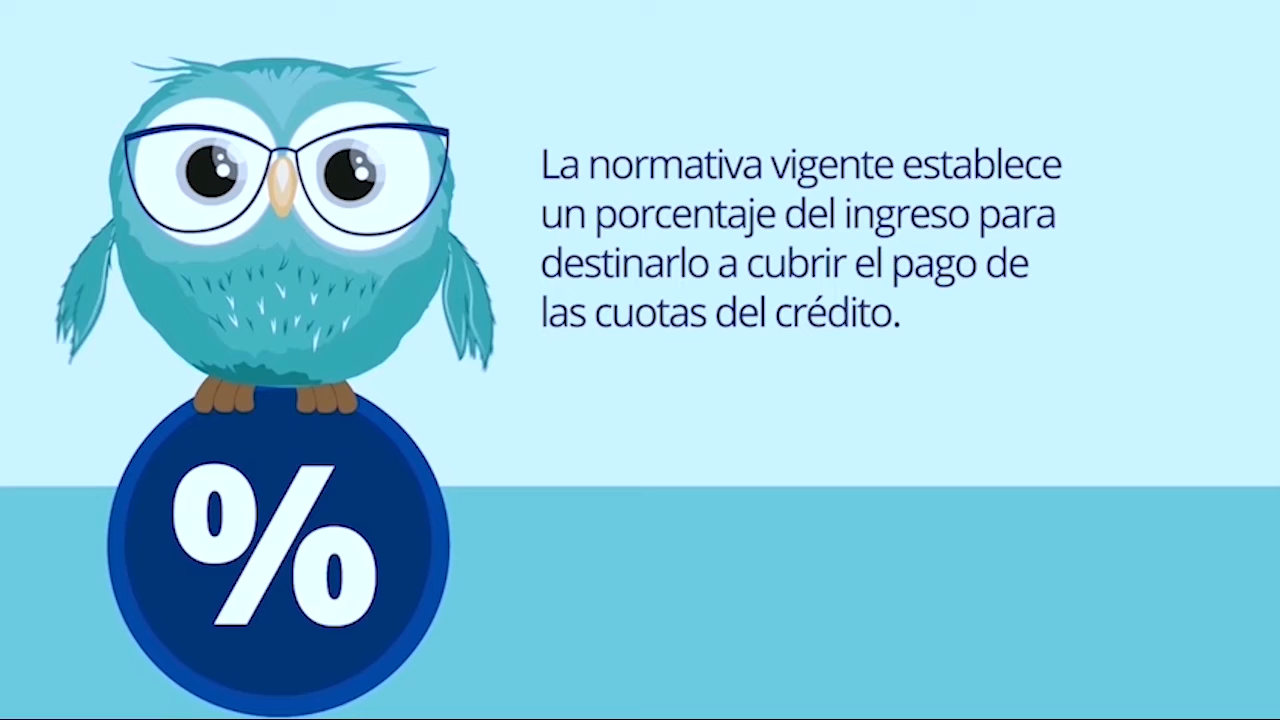 La normativa vigente establece
un porcentaje del ingreso para
destinarlo a cubrir el pago de
las cuotas del crédito.
%